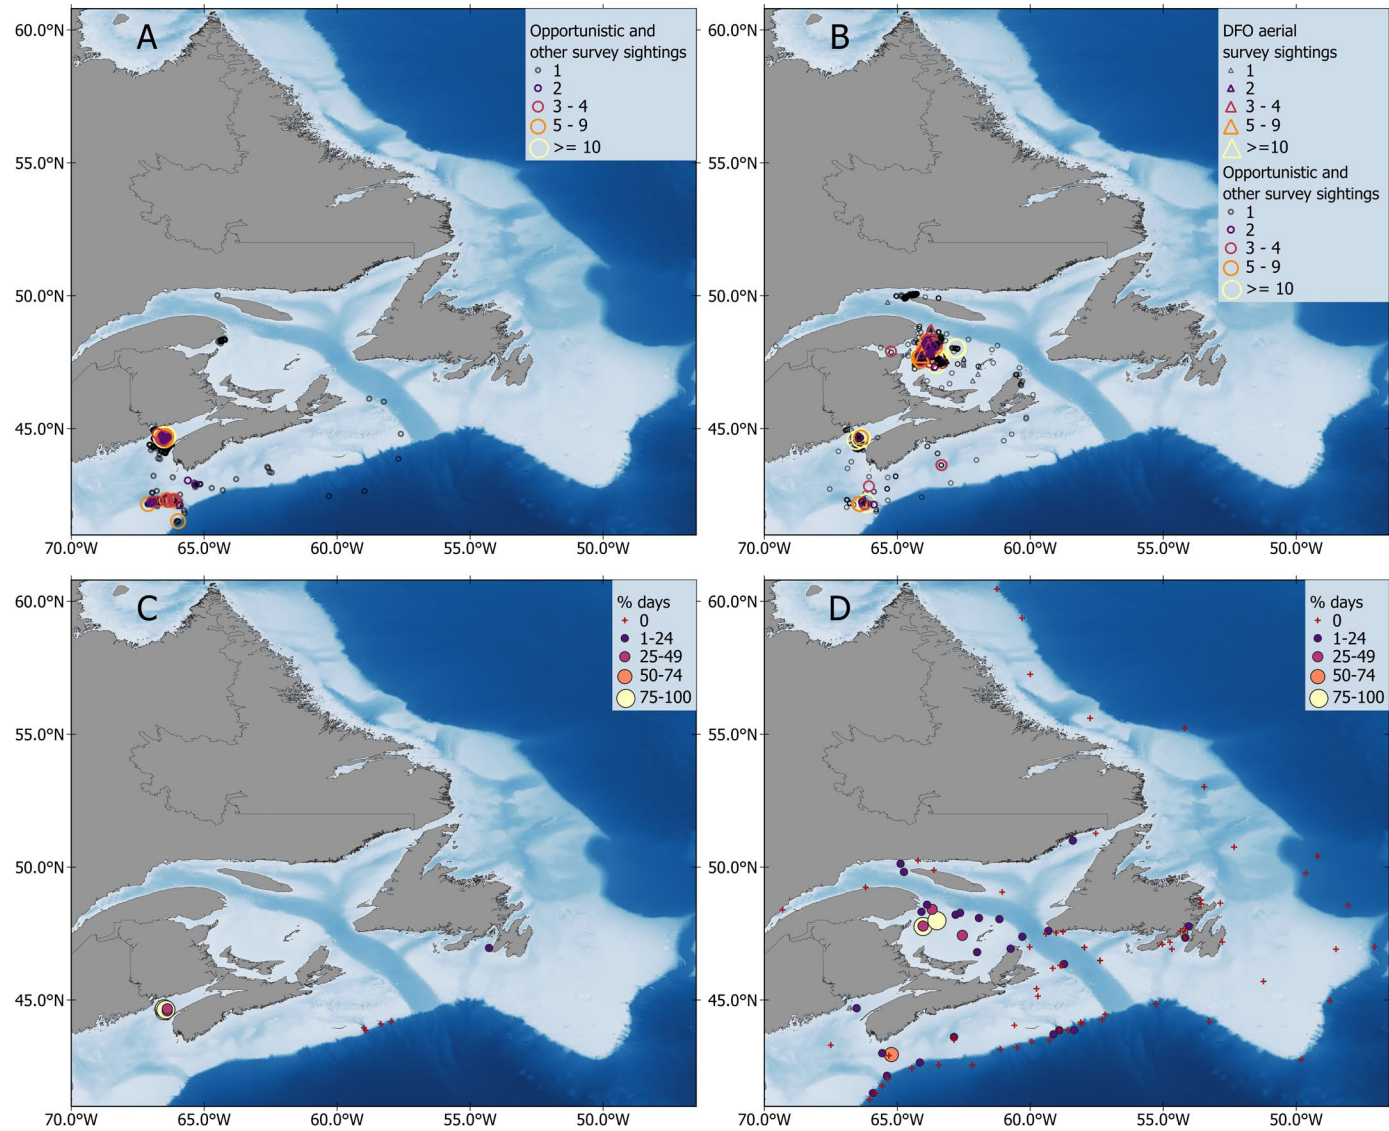 A
Opportunistic and
other survey sightings
1
2
3 - 4
5 - 9
>= 10
60.0°N
55.0°N
50.0°N
45.0°N
70.0°W
65.0°W
60.0°W
55.0°W
50.0°W
B
DFO aerial
survey sightings
1
2
3 - 4
5 - 9
>=10
Opportunistic and
other survey sightings
1
2
3 - 4
5 - 9
>= 10
60.0°N
55.0°N
50.0°N
45.0°N
70.0°W
65.0°W
60.0°W
55.0°W
50.0°W
C
% days
0
1-24
25-49
50-74
75-100
60.0°N
55.0°N
50.0°N
45.0°N
70.0°W
65.0°W
60.0°W
55.0°W
50.0°W
D
% days
0
1-24
25-49
50-74
75-100
60.0°N
55.0°N
50.0°N
45.0°N
70.0°W
65.0°W
60.0°W
55.0°W
50.0°W